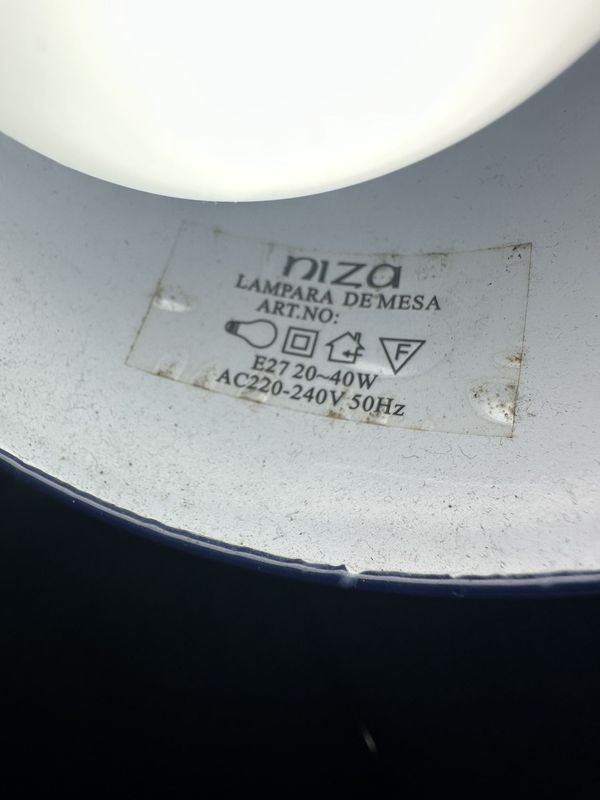 niza
LAMPARA DE MESA
ART.NO:
F
E27 20~40W
AC220-240V 50Hz